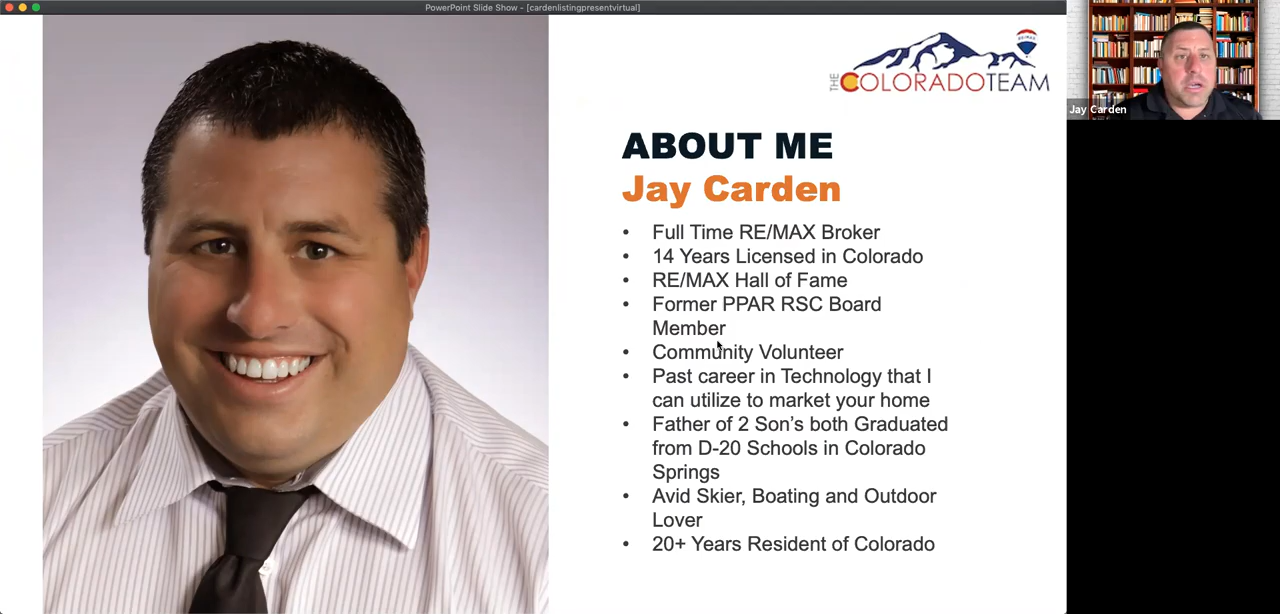 PowerPoint Slide Show - [cardenlistingpresentvirtual]
RE/MAX
THE COLORADOTEAM
Jay Carden
ABOUT ME
Jay Carden
• Full Time RE/MAX Broker
• 14 Years Licensed in Colorado
• RE/MAX Hall of Fame
• Former PPAR RSC Board
Member
• Community Volunteer
• Past career in Technology that I
can utilize to market your home
• Father of 2 Son’s both Graduated
from D-20 Schools in Colorado
Springs
• Avid Skier, Boating and Outdoor
Lover
• 20+ Years Resident of Colorado